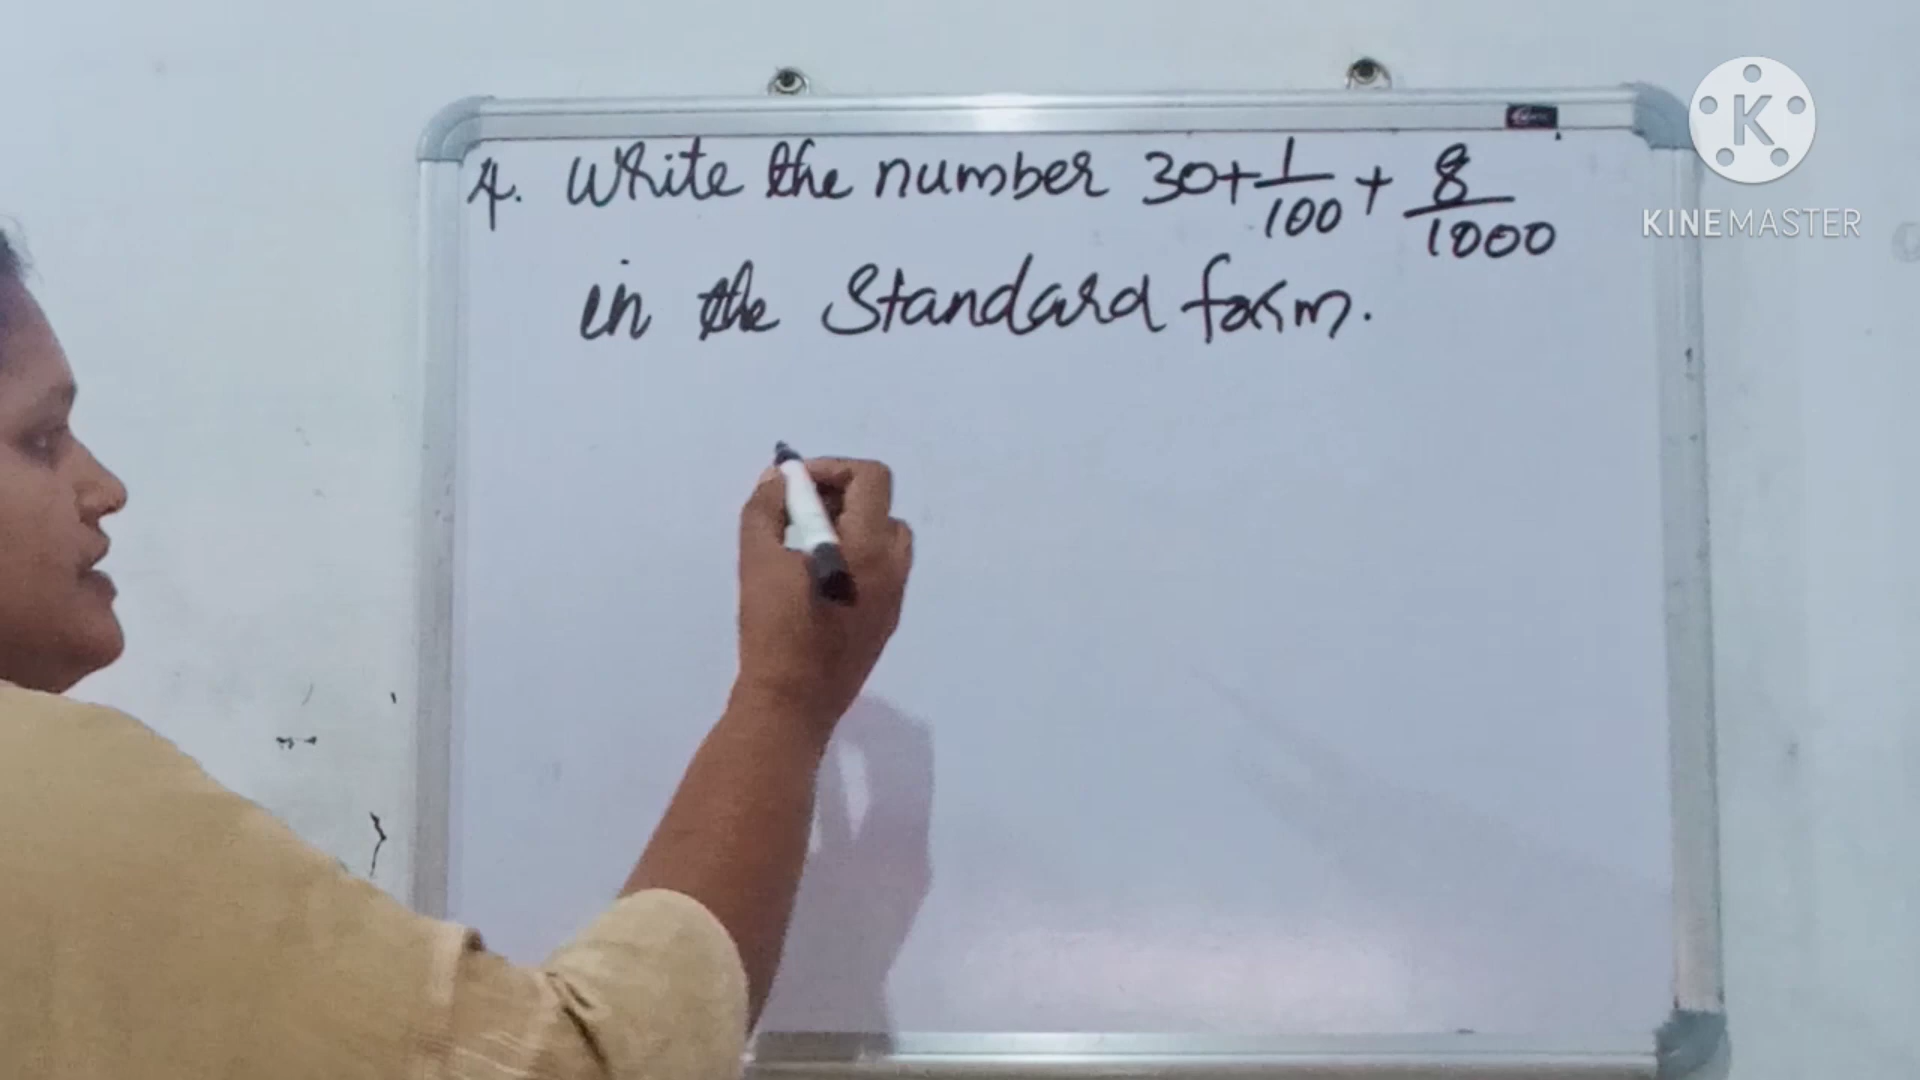 4. Write the number 30+1/100+8/1000
in the standard form.
K
KINEMASTER